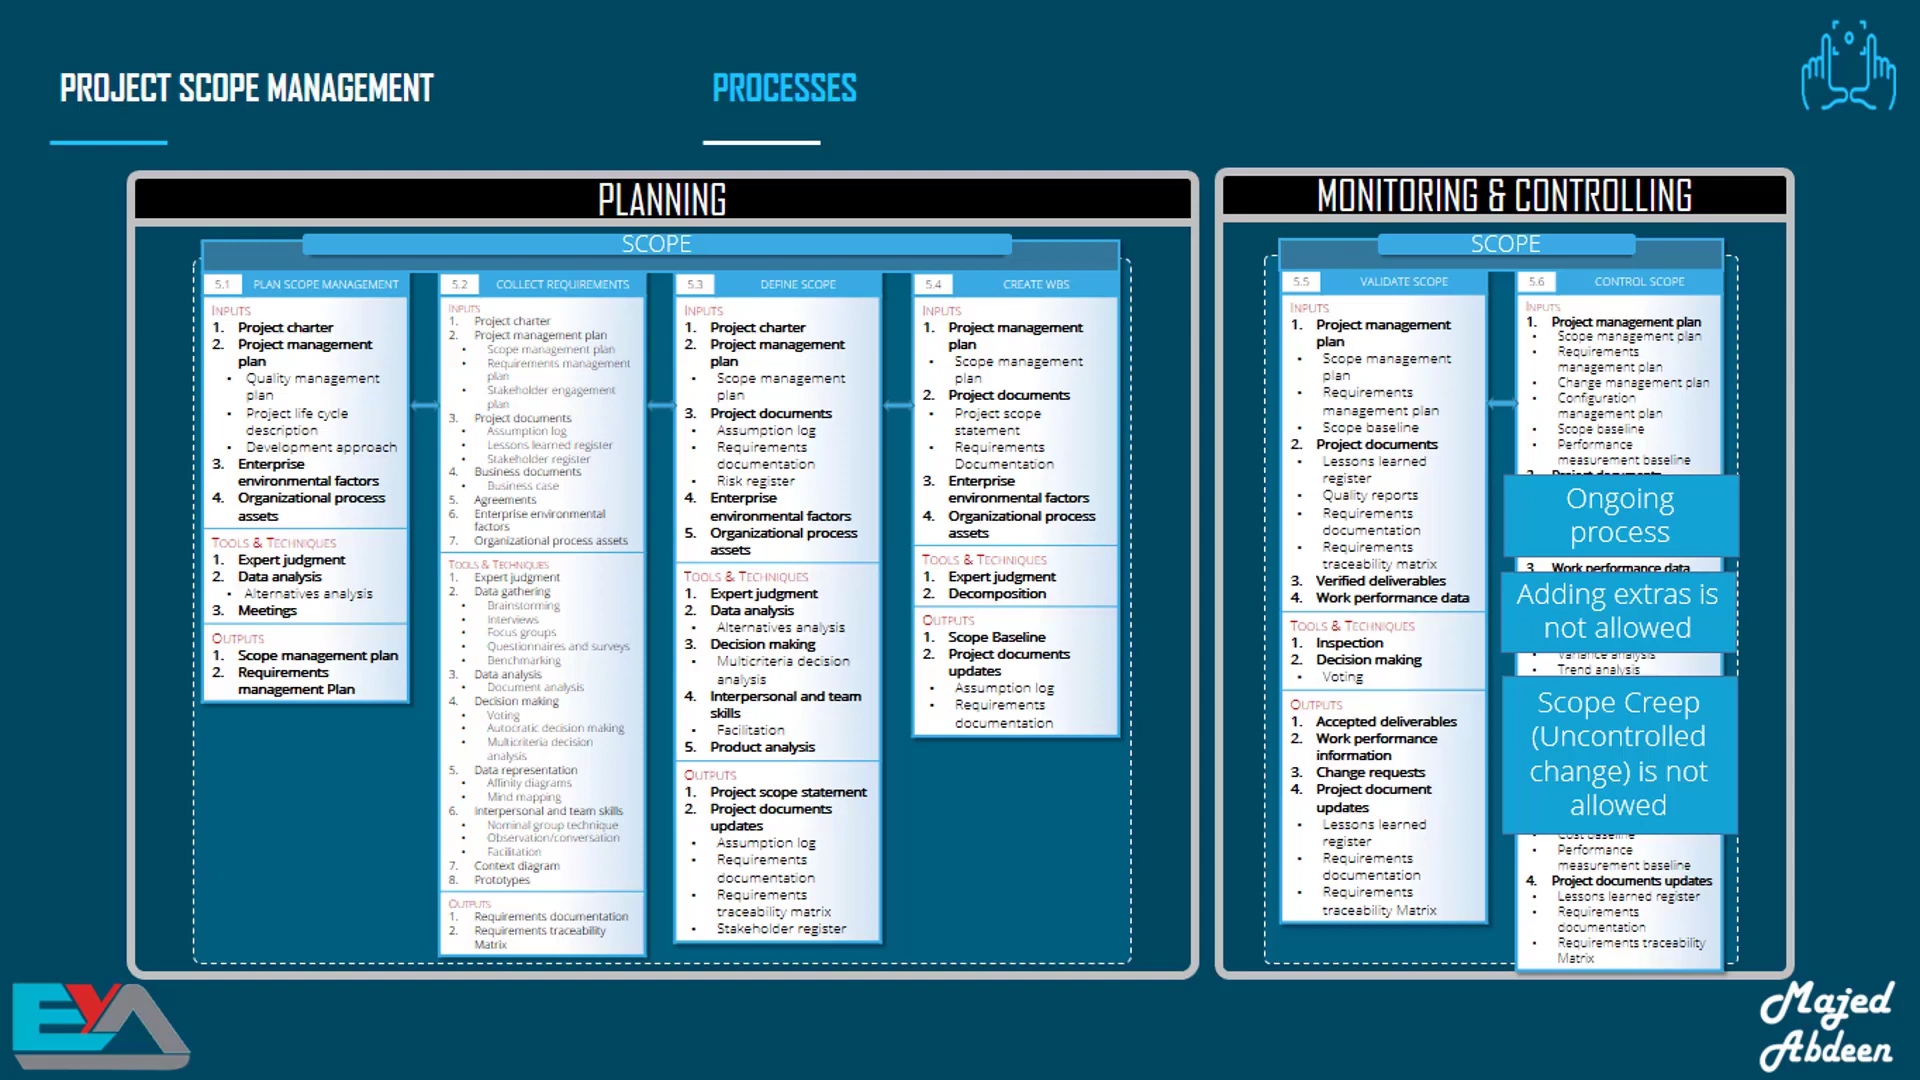 PROJECT SCOPE MANAGEMENT
PROCESSES
PLANNING
SCOPE
5.1 PLAN SCOPE MANAGEMENT
INPUTS
1. Project charter
2. Project management
plan
• Quality management
plan
• Project life cycle
description
• Development approach
3. Enterprise
environmental factors
4. Organizational process
assets
TOOLS & TECHNIQUES
1. Expert judgment
2. Data analysis
• Alternatives analysis
3. Meetings
OUTPUTS
1. Scope management plan
2. Requirements
management Plan
5.2 COLLECT REQUIREMENTS
INPUTS
1. Project charter
2. Project management plan
• Scope management plan
• Requirements management
plan
• Stakeholder engagement
plan
3. Project documents
• Assumption log
• Lessons learned register
• Stakeholder register
4. Business documents
• Business case
5. Agreements
6. Enterprise environmental
factors
7. Organizational process assets
TOOLS & TECHNIQUES
1. Expert judgment
2. Data gathering
• Brainstorming
• Interviews
• Focus groups
• Questionnaires and surveys
• Benchmarking
3. Data analysis
• Document analysis
4. Decision making
• Voting
• Autocratic decision making
• Multicriteria decision
analysis
5. Data representation
• Affinity diagrams
• Mind mapping
6. Interpersonal and team skills
• Nominal group technique
• Observation/conversation
• Facilitation
7. Context diagram
8. Prototypes
OUTPUTS
1. Requirements documentation
2. Requirements traceability
Matrix
5.3 DEFINE SCOPE
INPUTS
1. Project charter
2. Project management
plan
• Scope management
plan
3. Project documents
• Assumption log
• Requirements
documentation
• Risk register
4. Enterprise
environmental factors
5. Organizational process
assets
TOOLS & TECHNIQUES
1. Expert judgment
2. Data analysis
• Alternatives analysis
3. Decision making
• Multicriteria decision
analysis
4. Interpersonal and team
skills
• Facilitation
5. Product analysis
OUTPUTS
1. Project scope statement
2. Project documents
updates
• Assumption log
• Requirements
documentation
• Requirements
traceability matrix
• Stakeholder register
5.4 CREATE WBS
INPUTS
1. Project management
plan
• Scope management
plan
2. Project documents
• Project scope
statement
• Requirements
Documentation
3. Enterprise
environmental factors
4. Organizational process
assets
TOOLS & TECHNIQUES
1. Expert judgment
2. Decomposition
OUTPUTS
1. Scope Baseline
2. Project documents
updates
• Assumption log
• Requirements
documentation
MONITORING & CONTROLLING
SCOPE
5.5 VALIDATE SCOPE
INPUTS
1. Project management
plan
• Scope management
plan
• Requirements
management plan
• Scope baseline
2. Project documents
• Lessons learned
register
• Quality reports
• Requirements
documentation
• Requirements
traceability matrix
3. Verified deliverables
4. Work performance data
TOOLS & TECHNIQUES
1. Inspection
2. Decision making
• Voting
OUTPUTS
1. Accepted deliverables
2. Work performance
information
3. Change requests
4. Project document
updates
• Lessons learned
register
• Requirements
documentation
• Requirements
traceability Matrix
5.6 CONTROL SCOPE
INPUTS
1. Project management plan
• Scope management plan
• Requirements
management plan
• Change management plan
• Configuration
management plan
• Scope baseline
• Performance
measurement baseline
Project documents
Ongoing
process
3. Work performance data
Adding extras is
not allowed
Variance analysis
• Trend analysis
Scope Creep
(Uncontrolled
change) is not
allowed
Cost baseline
• Performance
measurement baseline
4. Project documents updates
• Lessons learned register
• Requirements
documentation
• Requirements traceability
Matrix
EYA
Majed
Abdeen